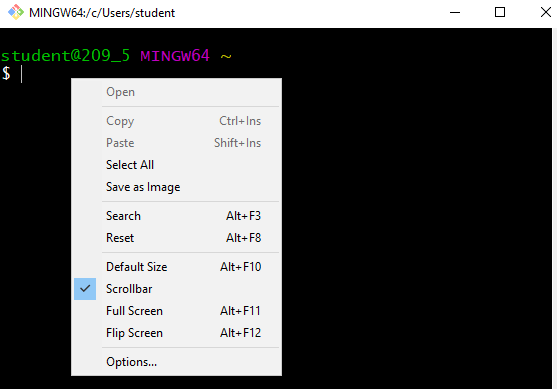 MINGW64:/c/Users/student
student@209_5 MINGW64 ~
$
Open
Copy Ctrl+Ins
Paste Shift+Ins
Select All
Save as Image
Search Alt+F3
Reset Alt+F8
Default Size Alt+F10
Scrollbar
Full Screen Alt+F11
Flip Screen Alt+F12
Options...